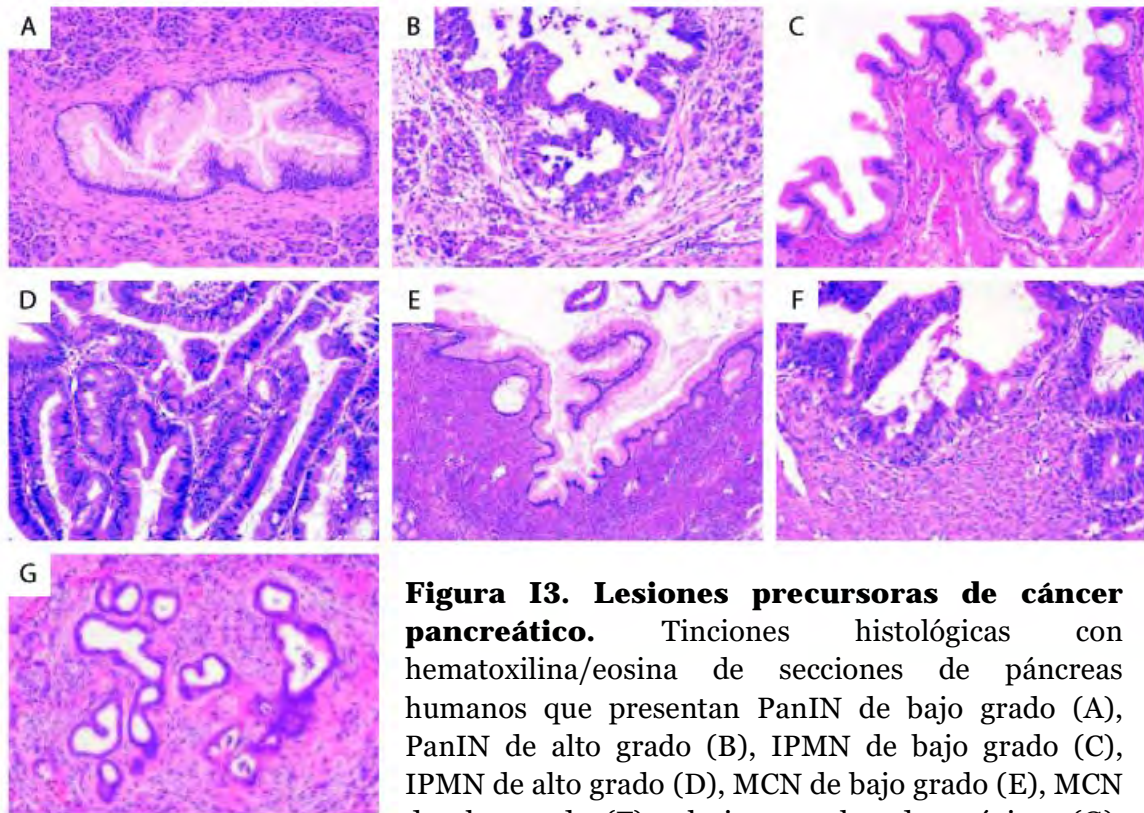 A
B
C
D
E
F
G
Figura I3. Lesiones precursoras de cáncer
pancreático. Tinciones histológicas con
hematoxilina/eosina de secciones de páncreas
humanos que presentan PanIN de bajo grado (A),
PanIN de alto grado (B), IPMN de bajo grado (C),
IPMN de alto grado (D), MCN de bajo grado (E), MCN